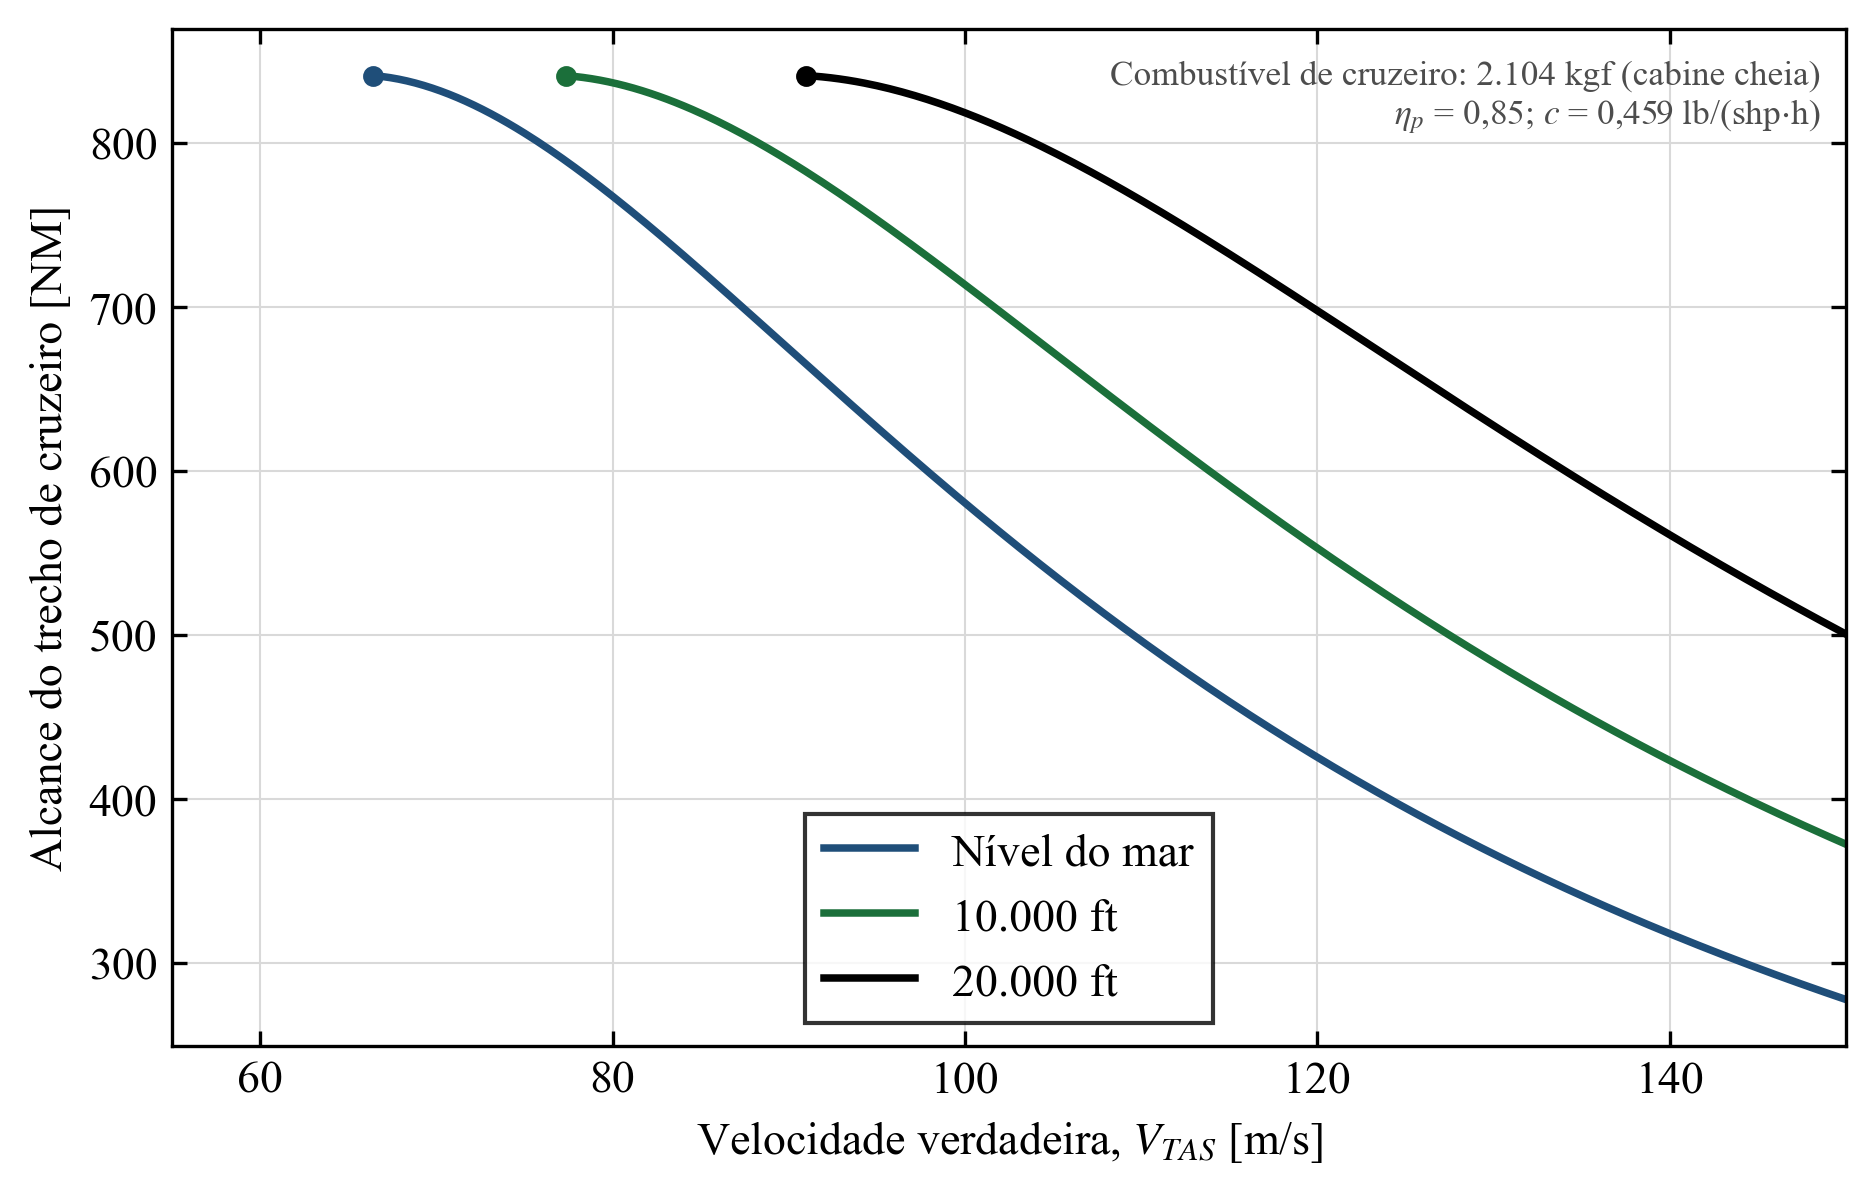 Combustível de cruzeiro: 2.104 kgf (cabine cheia)
ηp = 0,85; c = 0,459 lb/(shp·h)
Alcance do trecho de cruzeiro [NM]
800
700
600
500
400
300
Nível do mar
10.000 ft
20.000 ft
60 80 100 120 140
Velocidade verdadeira, VTAS [m/s]